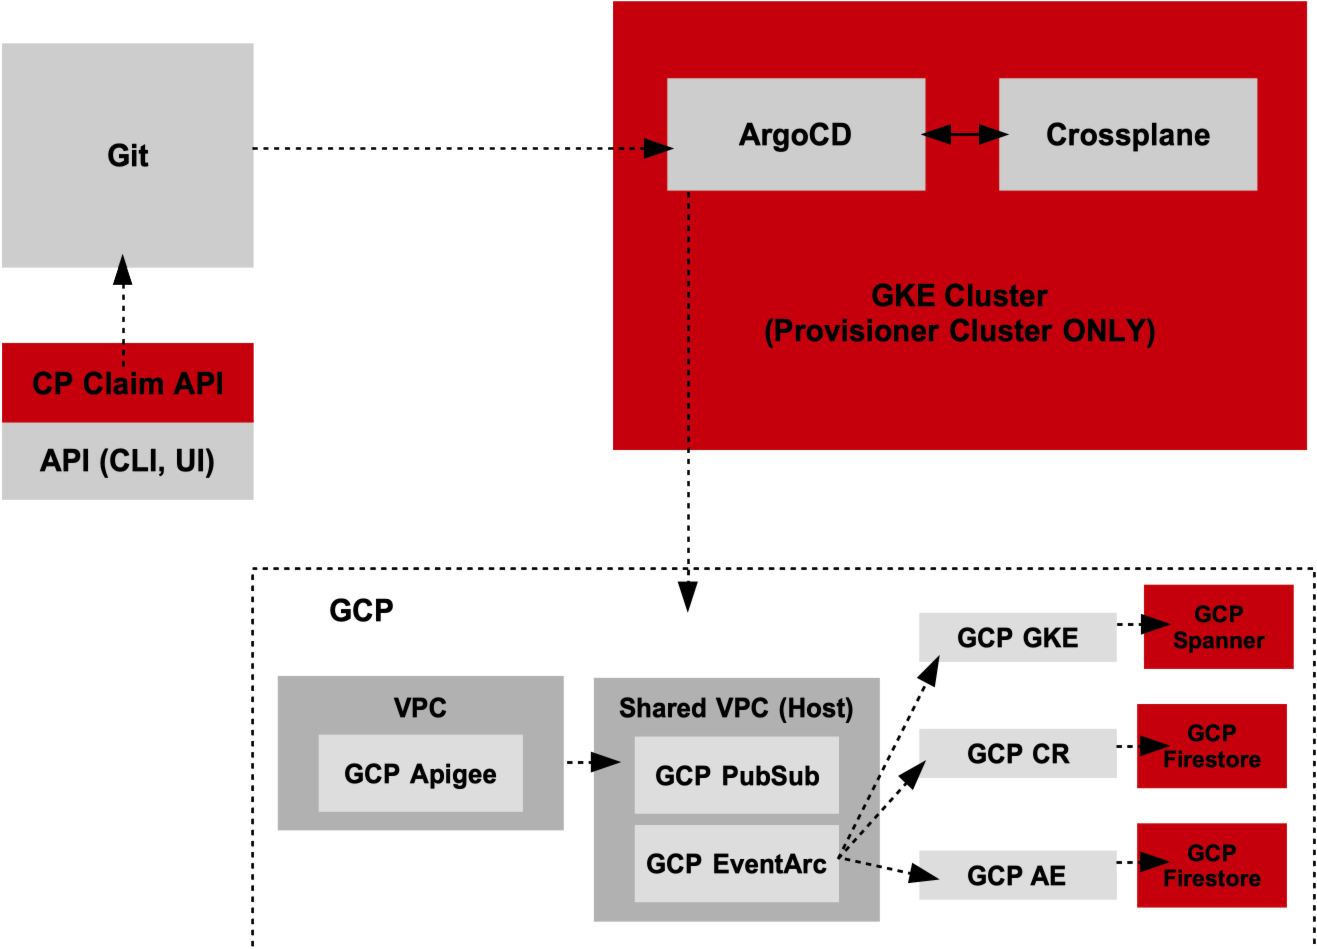 Git
CP Claim API
API (CLI, UI)
ArgoCD
Crossplane
GKE Cluster
(Provisioner Cluster ONLY)
GCP
VPC
GCP Apigee
Shared VPC (Host)
GCP PubSub
GCP EventArc
GCP GKE
GCP
Spanner
GCP CR
GCP
Firestore
GCP AE
GCP
Firestore